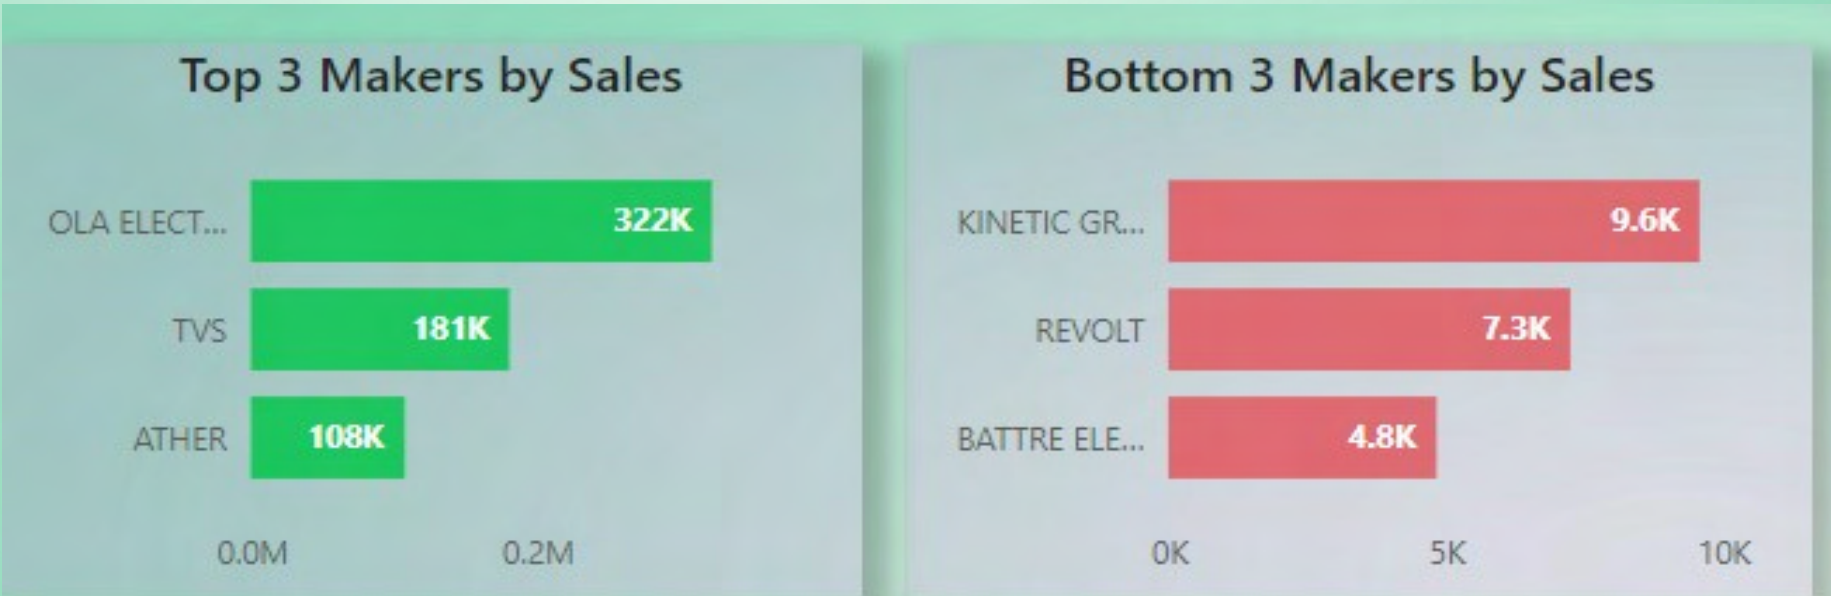 Top 3 Makers by Sales
OLA ELECT... 322K
TVS 181K
ATHER 108K
0.0M 0.2M
Bottom 3 Makers by Sales
KINETIC GR... 9.6K
REVOLT 7.3K
BATTRE ELE... 4.8K
0K 5K 10K